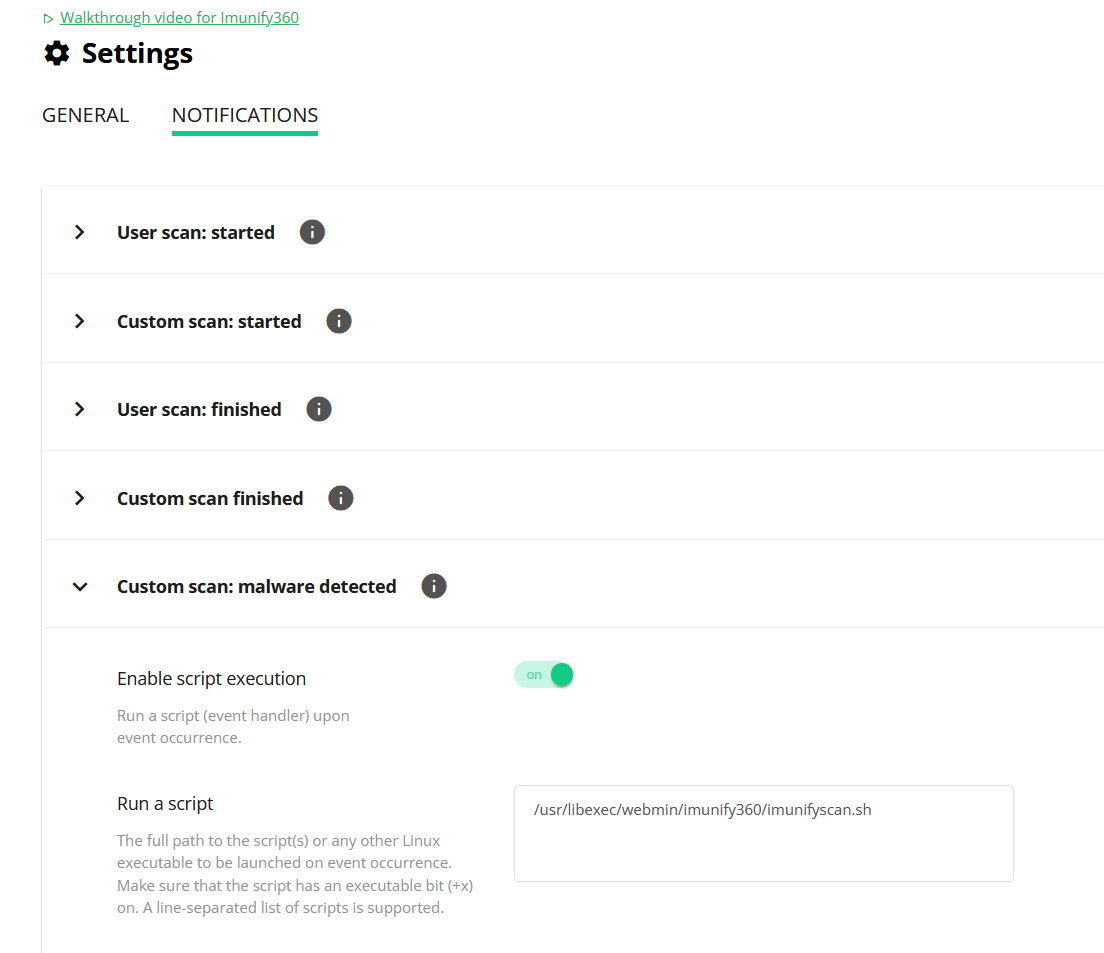 Walkthrough video for Imunify360
Settings
GENERAL NOTIFICATIONS
User scan: started
Custom scan: started
User scan: finished
Custom scan finished
Custom scan: malware detected
Enable script execution on
Run a script (event handler) upon
event occurrence.
Run a script /usr/libexec/webmin/imunify360/imunifyscan.sh
The full path to the script(s) or any other Linux
executable to be launched on event occurrence.
Make sure that the script has an executable bit (+x)
on. A line-separated list of scripts is supported.